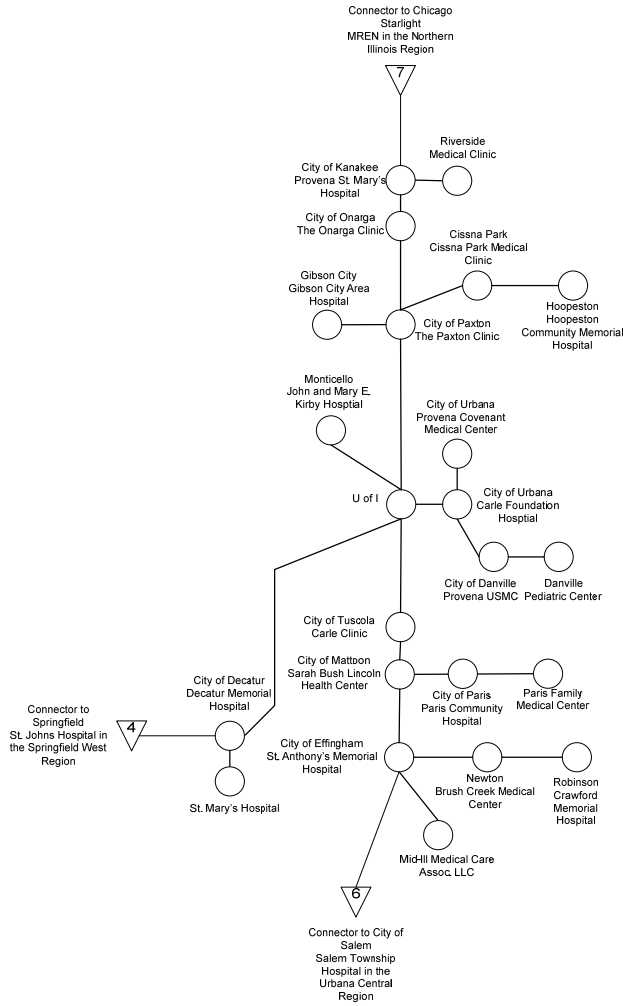 Connector to Chicago
Starlight
MREN in the Northern
Illinois Region
7
Riverside
Medical Clinic
City of Kanakee
Provena St. Mary's
Hospital
City of Onarga
The Onarga Clinic
Cissna Park
Cissna Park Medical
Clinic
Gibson City
Gibson City Area
Hospital
Hoopeston
Hoopeston
Community Memorial
Hospital
City of Paxton
The Paxton Clinic
Monticello
John and Mary E.
Kirby Hosptial
City of Urbana
Provena Covenant
Medical Center
U of I
City of Urbana
Carle Foundation
Hosptial
City of Danville
Provena USMC
Danville
Pediatric Center
City of Tuscola
Carle Clinic
City of Mattoon
Sarah Bush Lincoln
Health Center
City of Paris
Paris Community
Hospital
Paris Family
Medical Center
City of Decatur
Decatur Memorial
Hospital
Connector to
Springfield
St. Johns Hospital in
the Springfield West
Region
4
St. Mary's Hospital
City of Effingham
St. Anthony's Memorial
Hospital
Newton
Brush Creek Medical
Center
Robinson
Crawford
Memorial
Hospital
Mid-Ill Medical Care
Assoc. LLC
6
Connector to City of
Salem
Salem Township
Hospital in the
Urbana Central
Region